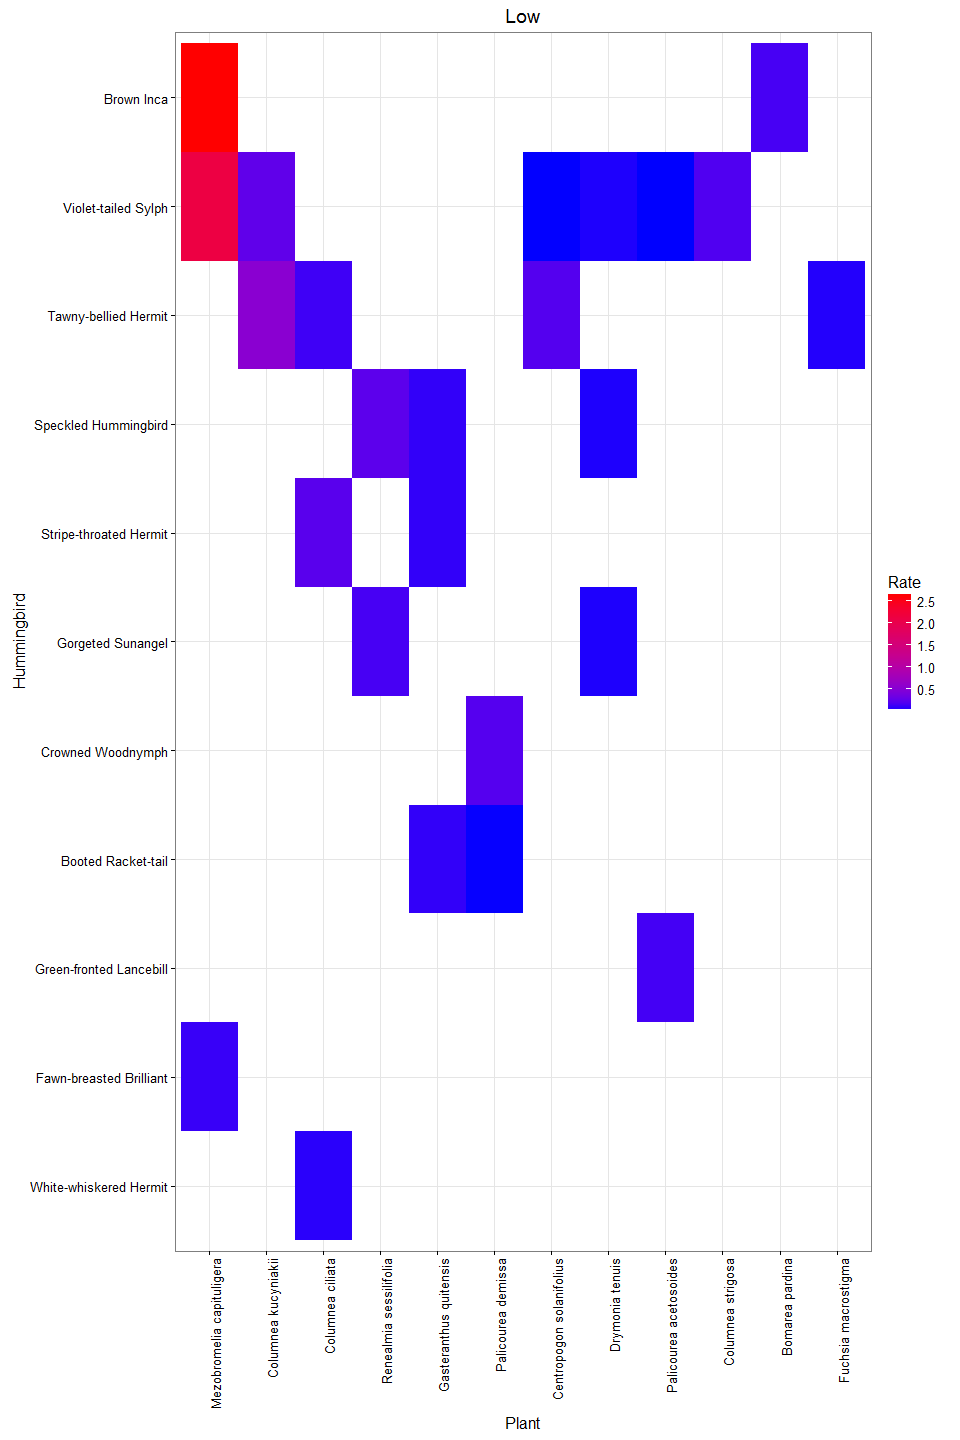 Low
Brown Inca
Violet-tailed Sylph
Tawny-bellied Hermit
Speckled Hummingbird
Stripe-throated Hermit
Gorgeted Sunangel
Crowned Woodnymph
Booted Racket-tail
Green-fronted Lancebill
Fawn-breasted Brilliant
White-whiskered Hermit
Hummingbird
Mezobromelia capituligera
Columnea kucyniakii
Columnea ciliata
Renealmia sessilifolia
Gasteranthus quitensis
Palicourea demissa
Centropogon solanifolius
Drymonia tenuis
Palicourea acetosoides
Columnea strigosa
Bomarea pardina
Fuchsia macrostigma
Plant
Rate
2.5
2.0
1.5
1.0
0.5